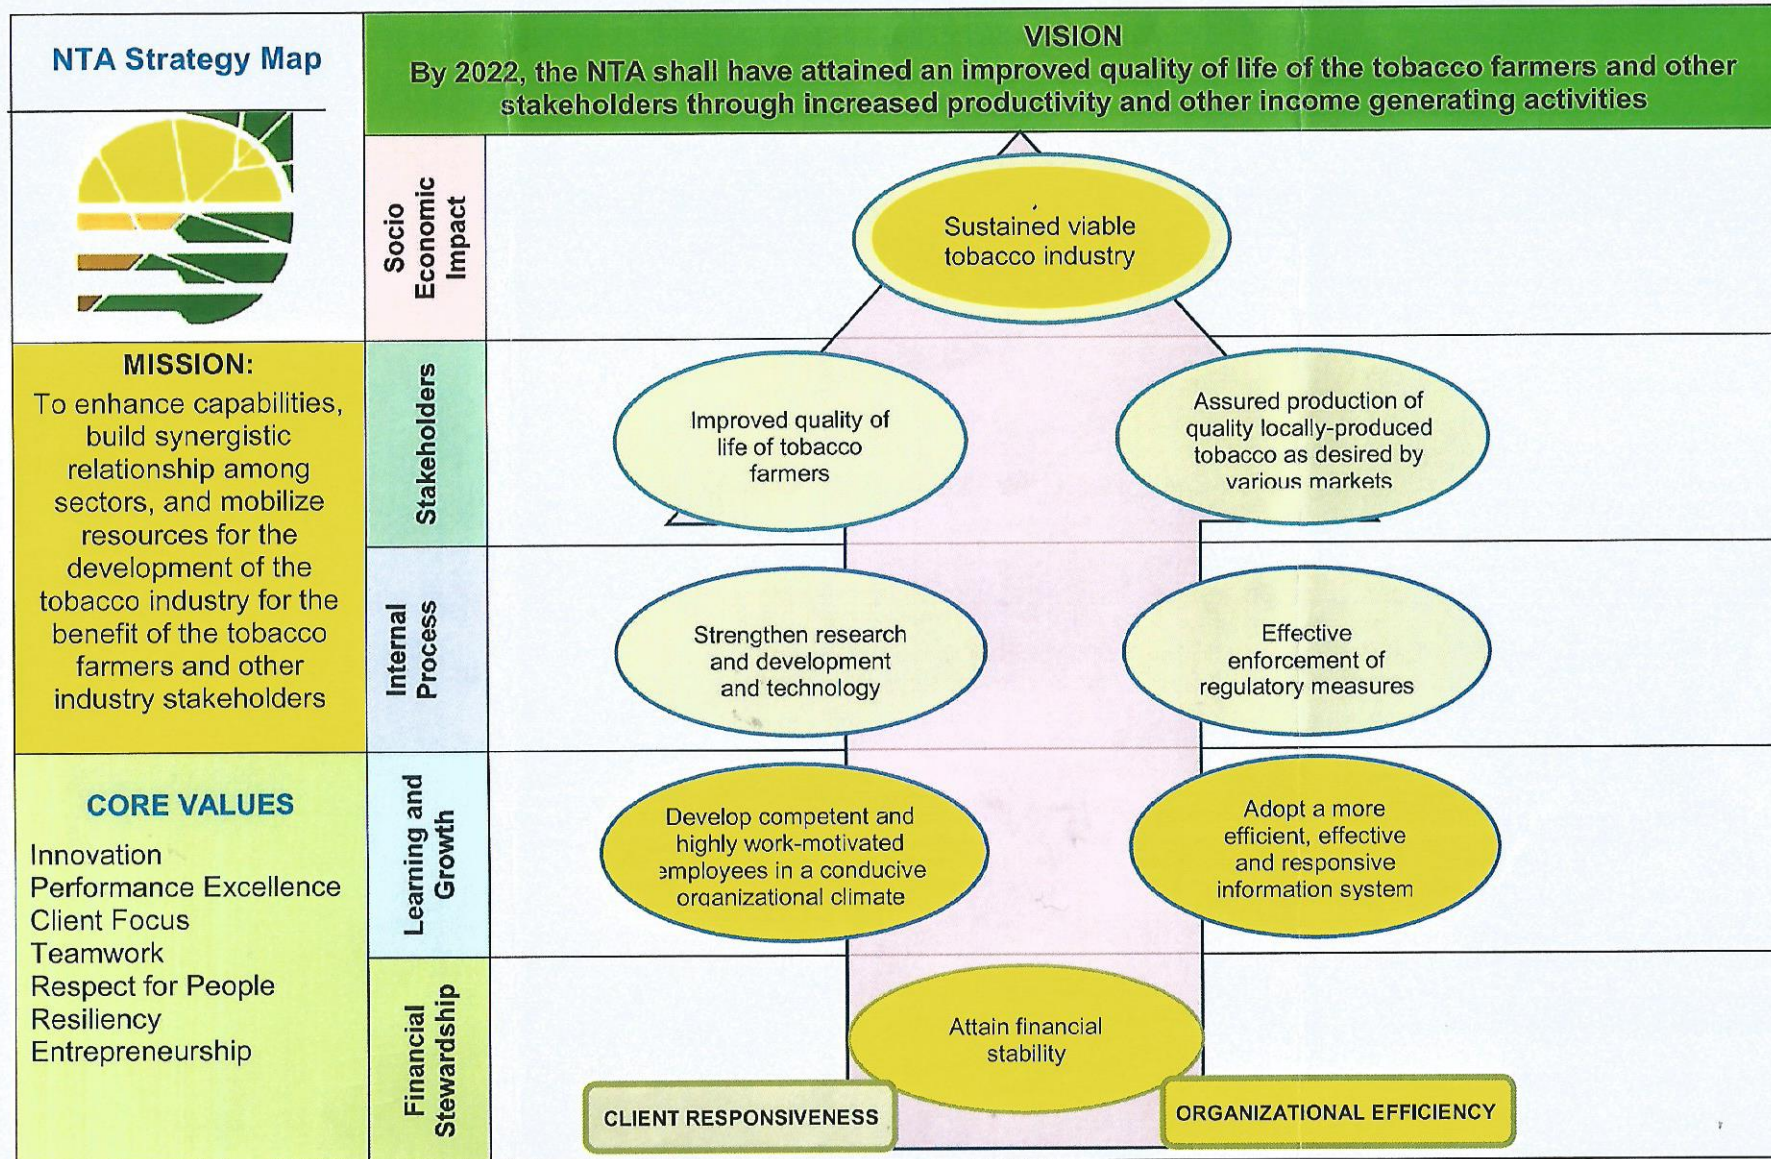 NTA Strategy Map
VISION
By 2022, the NTA shall have attained an improved quality of life of the tobacco farmers and other
stakeholders through increased productivity and other income generating activities
MISSION:
To enhance capabilities,
build synergistic
relationship among
sectors, and mobilize
resources for the
development of the
tobacco industry for the
benefit of the tobacco
farmers and other
industry stakeholders
CORE VALUES
Innovation
Performance Excellence
Client Focus
Teamwork
Respect for People
Resiliency
Entrepreneurship
Socio
Economic
Impact
Sustained viable
tobacco industry
Stakeholders
Improved quality of
life of tobacco
farmers
Assured production of
quality locally-produced
tobacco as desired by
various markets
Internal
Process
Strengthen research
and development
and technology
Effective
enforcement of
regulatory measures
Learning and
Growth
Develop competent and
highly work-motivated
employees in a conducive
organizational climate
Adopt a more
efficient, effective
and responsive
information system
Financial
Stewardship
Attain financial
stability
CLIENT RESPONSIVENESS
ORGANIZATIONAL EFFICIENCY